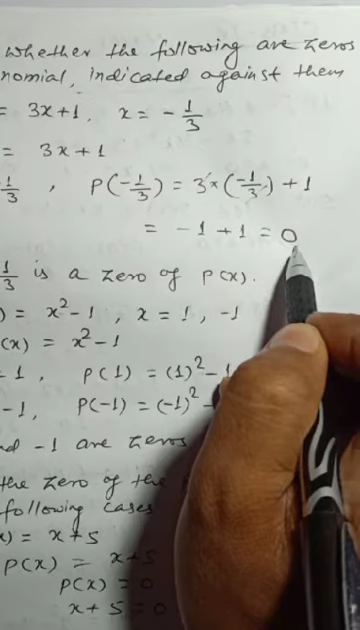 whether the following are zeros
nomial, indicated against them
= 3x+1, x = -1/3
= 3x+1
-1/3, P(-1/3) = 3×(-1/3)+1
= -1+1=0
1/3 is a zero of P(x).
) = x²-1, x = 1, -1
(x) = x²-1
1, P(1) = (1)²-1
-1, P(-1) = (-1)²
nd -1 are zeros
the zero of the
following cases
x) = x+5
P(x) = x+5
P(x) = 0
x+5=0